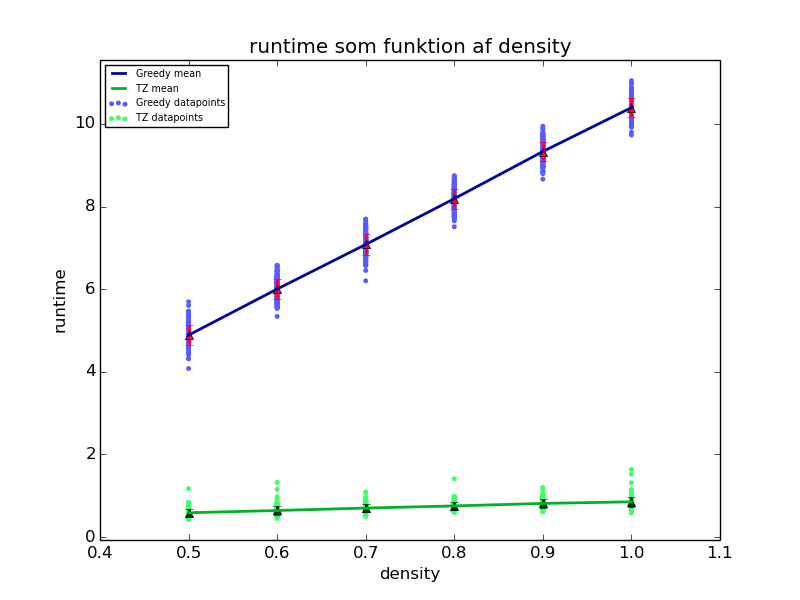 runtime som funktion af density
Greedy mean
TZ mean
Greedy datapoints
TZ datapoints
10
8
6
4
2
0
runtime
0.4 0.5 0.6 0.7 0.8 0.9 1.0 1.1
density